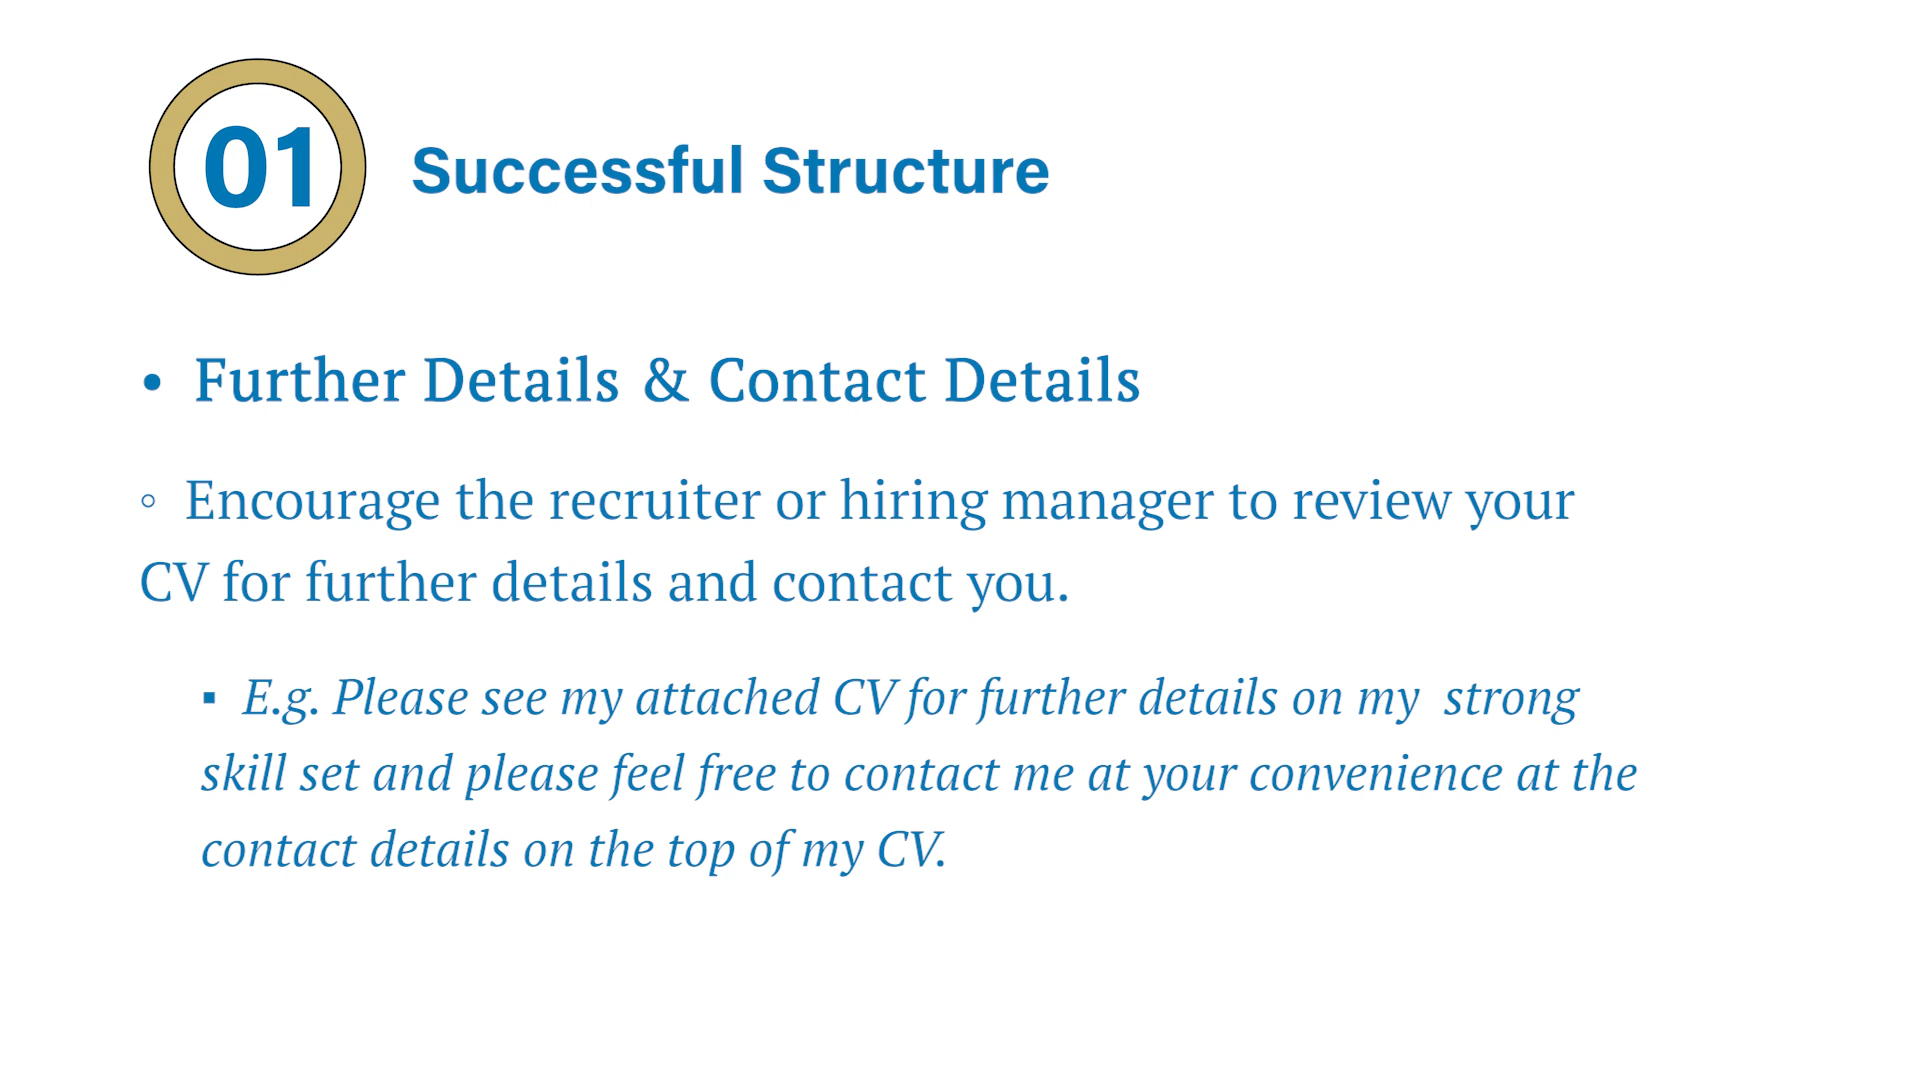 01
Successful Structure
• Further Details & Contact Details
◦ Encourage the recruiter or hiring manager to review your
CV for further details and contact you.
▪ E.g. Please see my attached CV for further details on my  strong
skill set and please feel free to contact me at your convenience at the
contact details on the top of my CV.